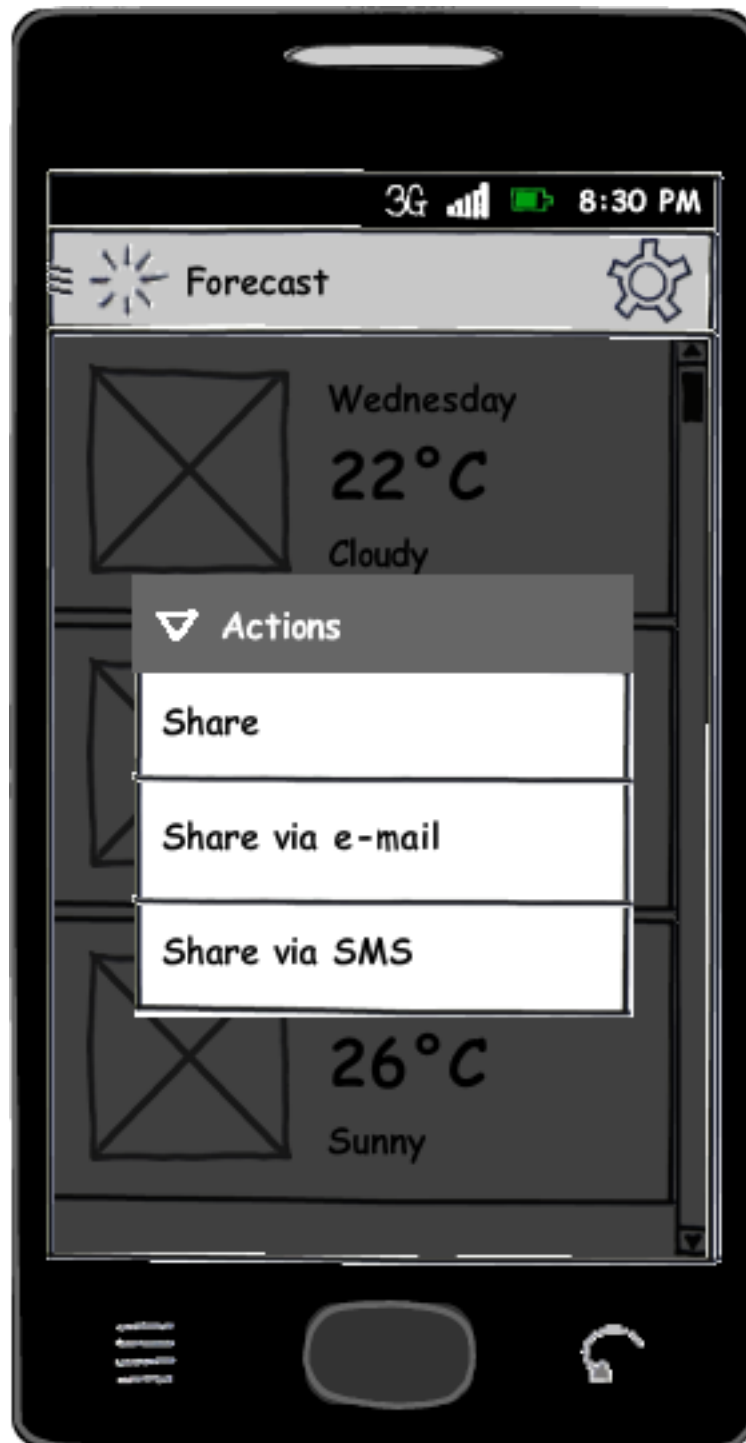 3G 8:30 PM
Forecast
Wednesday
22°C
Cloudy
Actions
Share
Share via e-mail
Share via SMS
26°C
Sunny